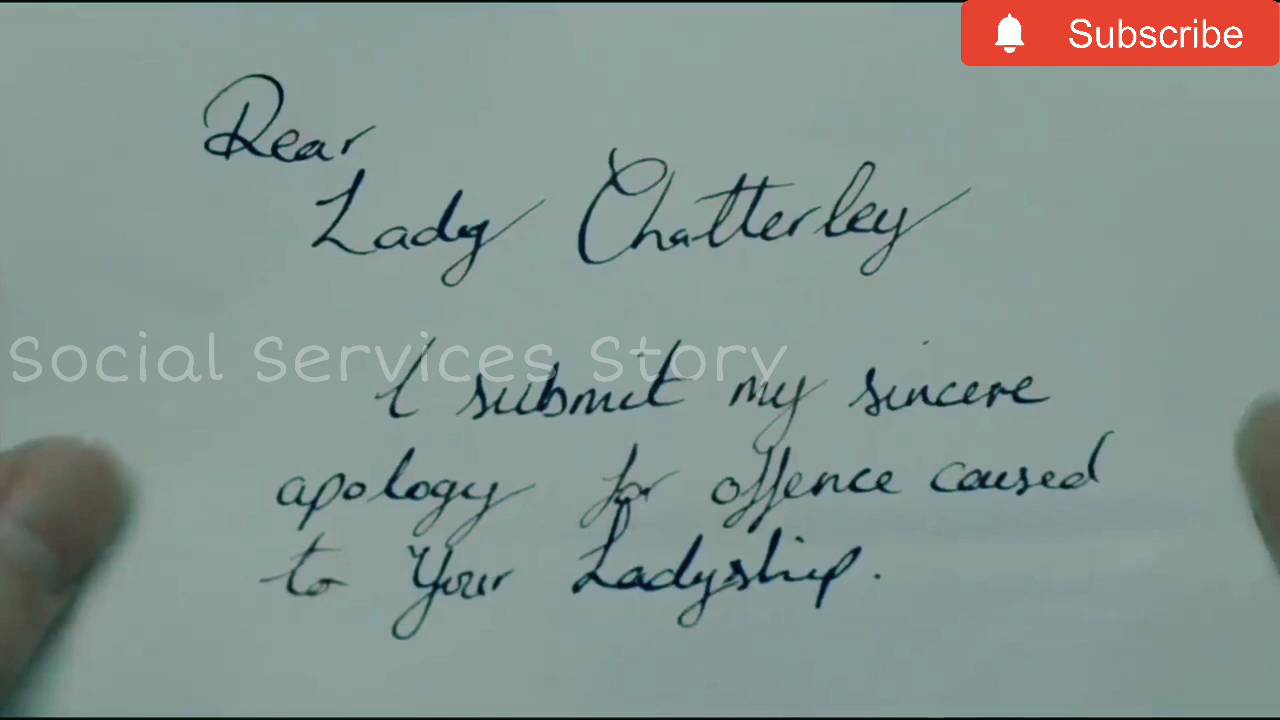 Subscribe
Dear
Lady Chatterley
Social Services Story
I submit my sincere
apology for offence caused
to Your Ladyship.